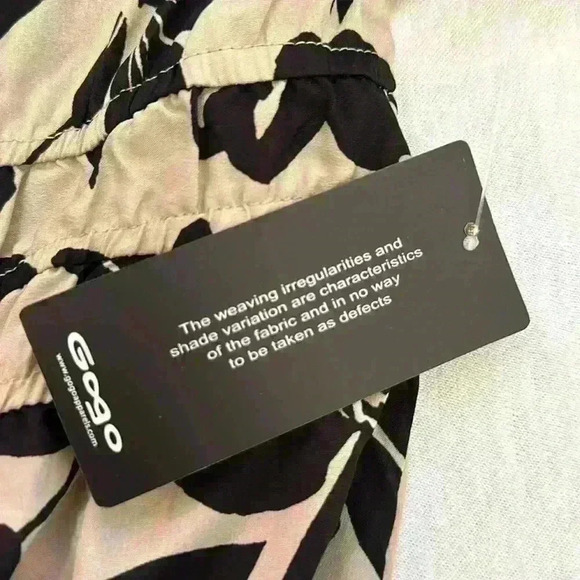 The weaving irregularities and
shade variation are characteristics
of the fabric and in no way
to be taken as defects
Gogo
www.gogoapparels.com